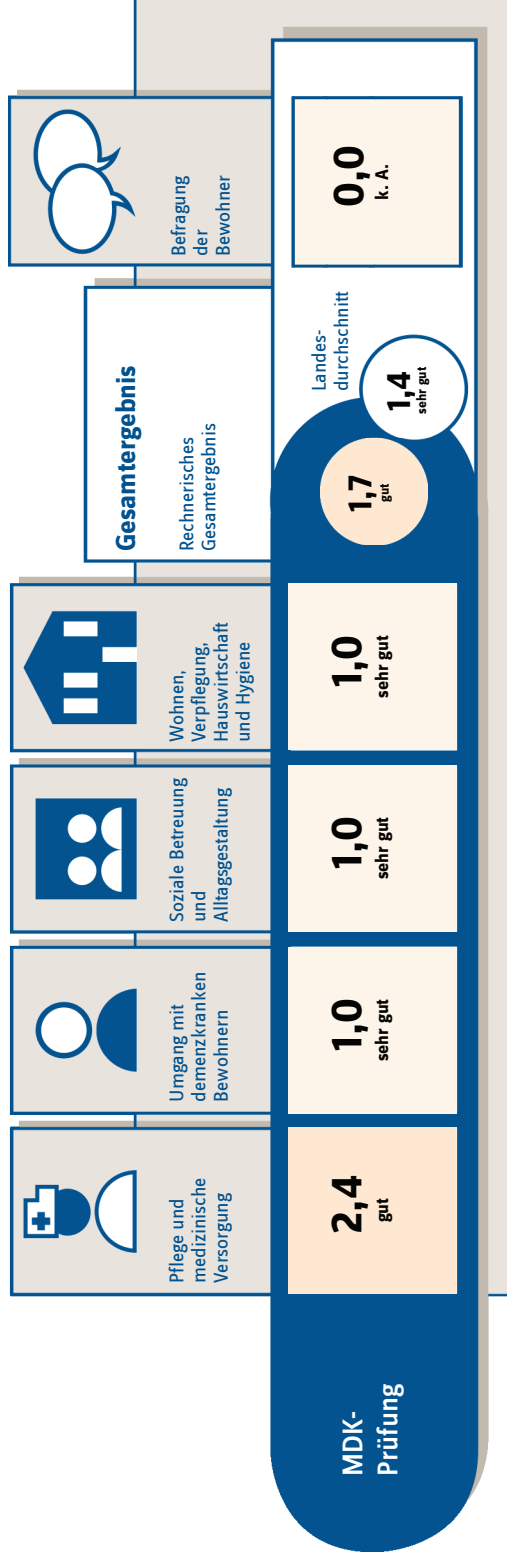 Pflege und
medizinische
Versorgung
Umgang mit
demenzkranken
Bewohnern
Soziale Betreuung
und
Alltagsgestaltung
Wohnen,
Verpflegung,
Hauswirtschaft
und Hygiene
Gesamtergebnis
Rechnerisches
Gesamtergebnis
Befragung
der
Bewohner
MDK-
Prüfung
2,4
gut
1,0
sehr gut
1,0
sehr gut
1,0
sehr gut
1,7
gut
Landes-
durchschnitt
1,4
sehr gut
0,0
k. A.